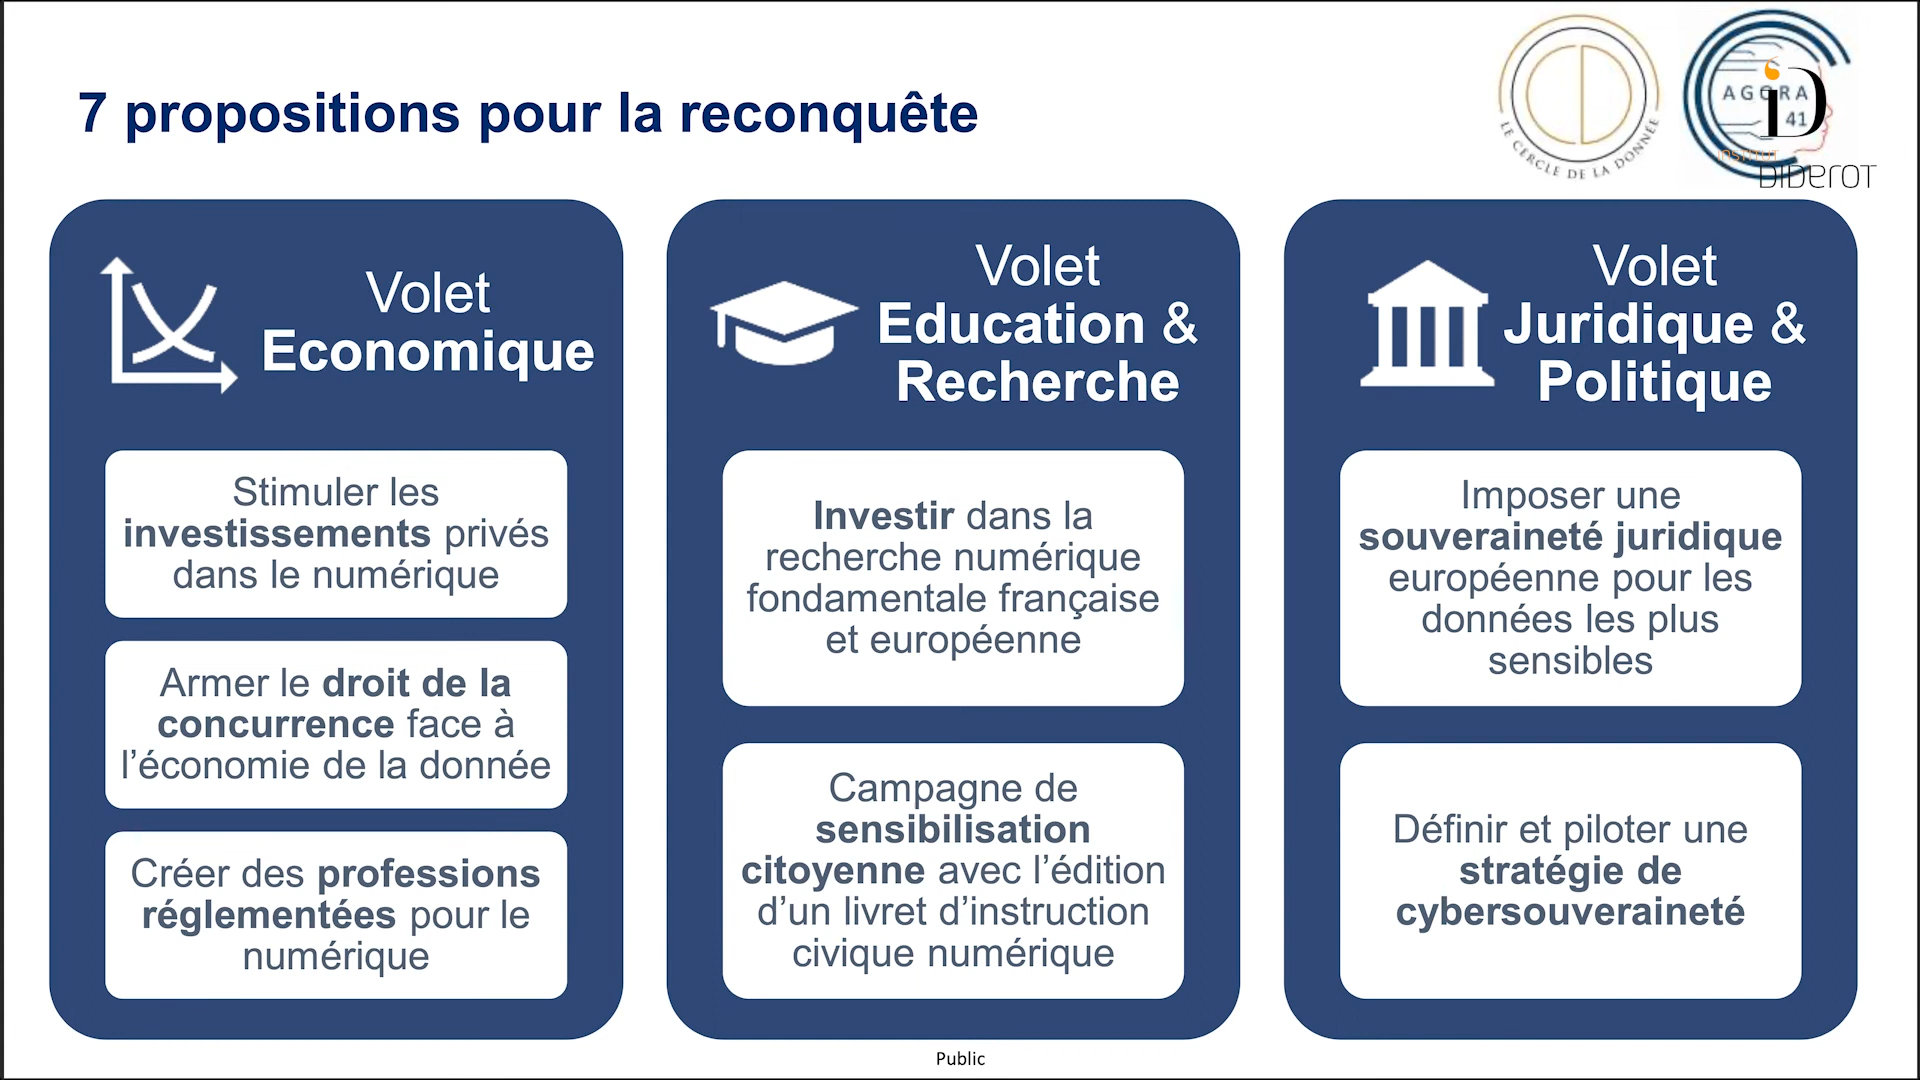 7 propositions pour la reconquête
LE CERCLE DE LA DONNÉE
AGORA
41
INSTITUT
DIDEROT
Volet
Economique
Stimuler les
investissements privés
dans le numérique
Armer le droit de la
concurrence face à
l’économie de la donnée
Créer des professions
réglementées pour le
numérique
Volet
Education &
Recherche
Investir dans la
recherche numérique
fondamentale française
et européenne
Campagne de
sensibilisation
citoyenne avec l’édition
d’un livret d’instruction
civique numérique
Volet
Juridique &
Politique
Imposer une
souveraineté juridique
européenne pour les
données les plus
sensibles
Définir et piloter une
stratégie de
cybersouveraineté
Public